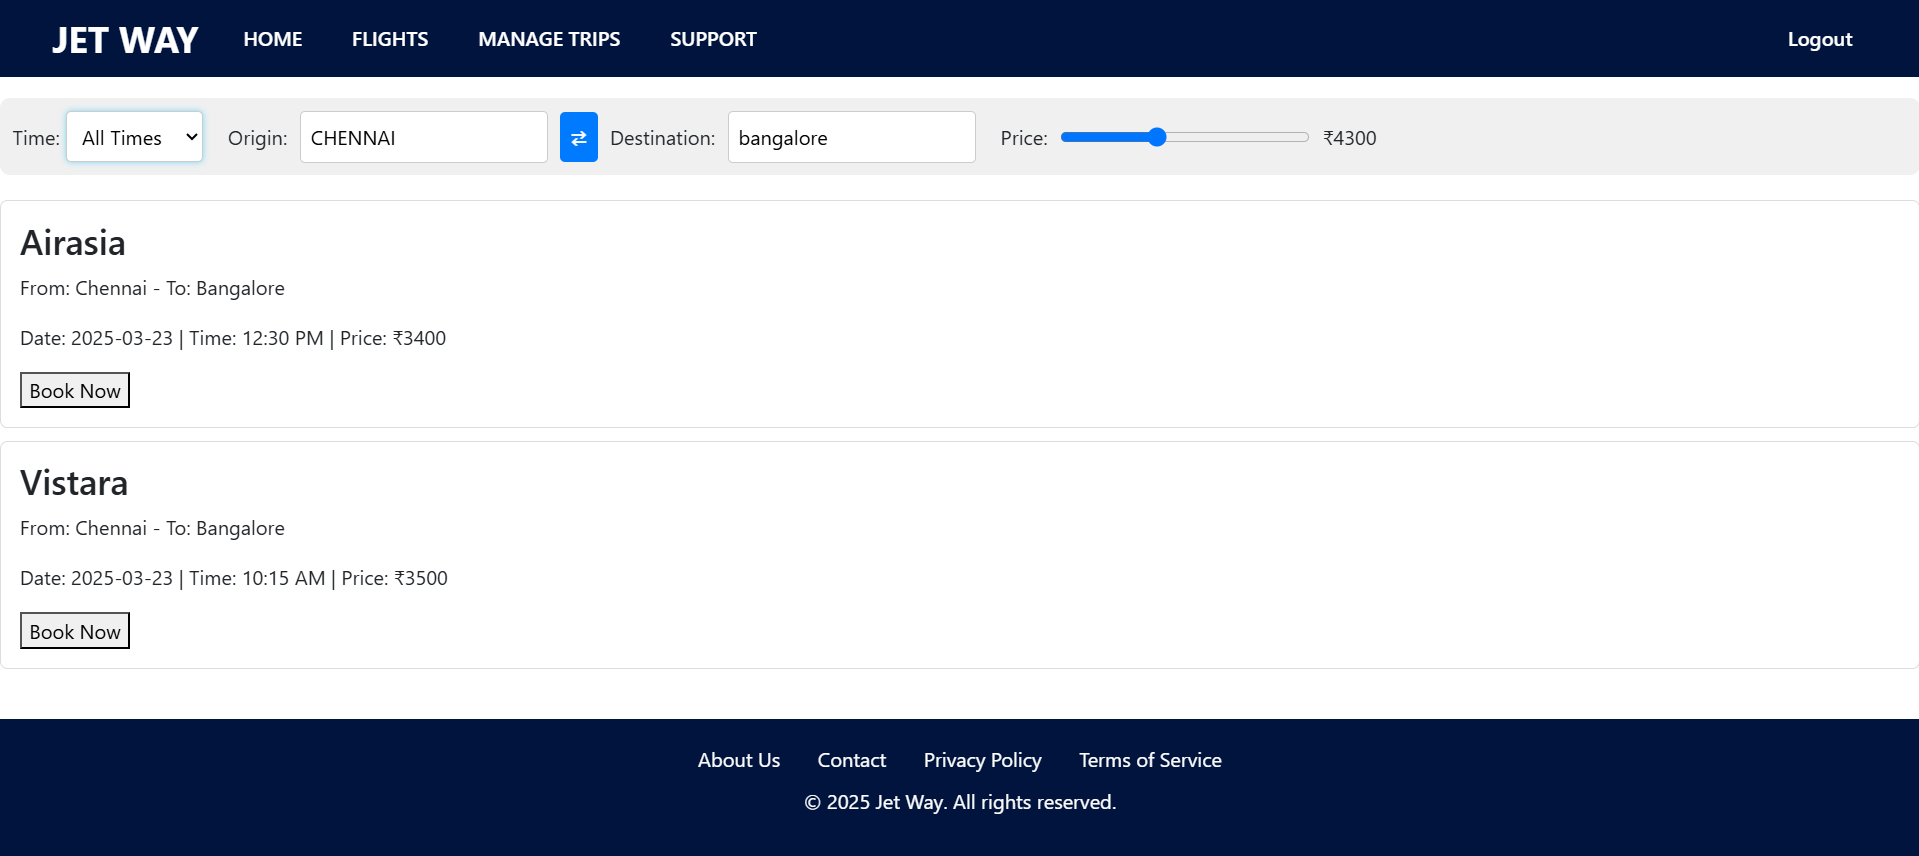 JET WAY HOME FLIGHTS MANAGE TRIPS SUPPORT Logout
Time: All Times Origin: CHENNAI ⇄ Destination: bangalore Price: ₹4300
Airasia
From: Chennai - To: Bangalore
Date: 2025-03-23 | Time: 12:30 PM | Price: ₹3400
Book Now
Vistara
From: Chennai - To: Bangalore
Date: 2025-03-23 | Time: 10:15 AM | Price: ₹3500
Book Now
About Us Contact Privacy Policy Terms of Service
© 2025 Jet Way. All rights reserved.